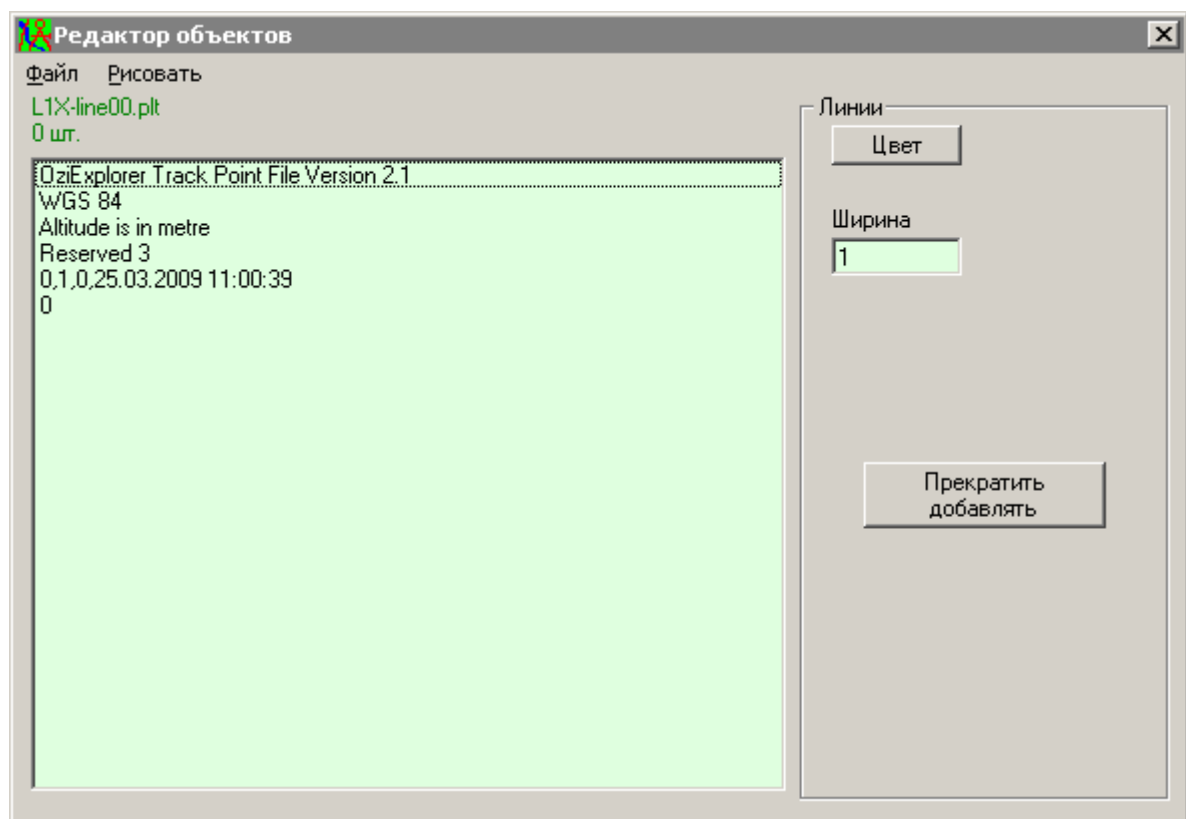 Редактор объектов
Файл Рисовать
L1X-line00.plt
0 шт.
OziExplorer Track Point File Version 2.1
WGS 84
Altitude is in metre
Reserved 3
0,1,0,25.03.2009 11:00:39
0
Линии
Цвет
Ширина
1
Прекратить
добавлять